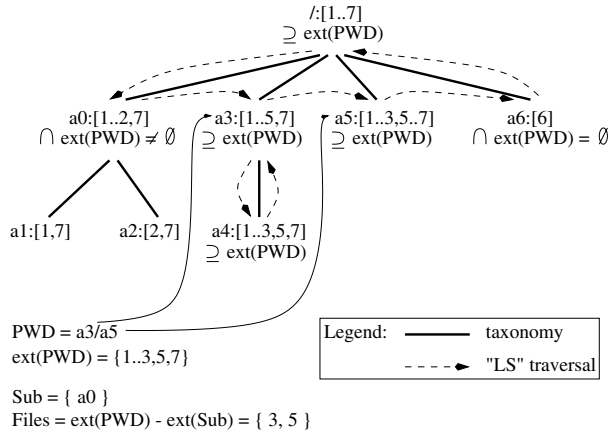 /:[1..7]
⊇ ext(PWD)
a0:[1..2,7] a3:[1..5,7] a5:[1..3,5..7] a6:[6]
∩ ext(PWD) ≠ ∅ ⊇ ext(PWD) ⊇ ext(PWD) ∩ ext(PWD) = ∅
a1:[1,7] a2:[2,7] a4:[1..3,5,7]
⊇ ext(PWD)
PWD = a3/a5
ext(PWD) = {1..3,5,7}
Legend: taxonomy
"LS" traversal
Sub = { a0 }
Files = ext(PWD) - ext(Sub) = { 3, 5 }